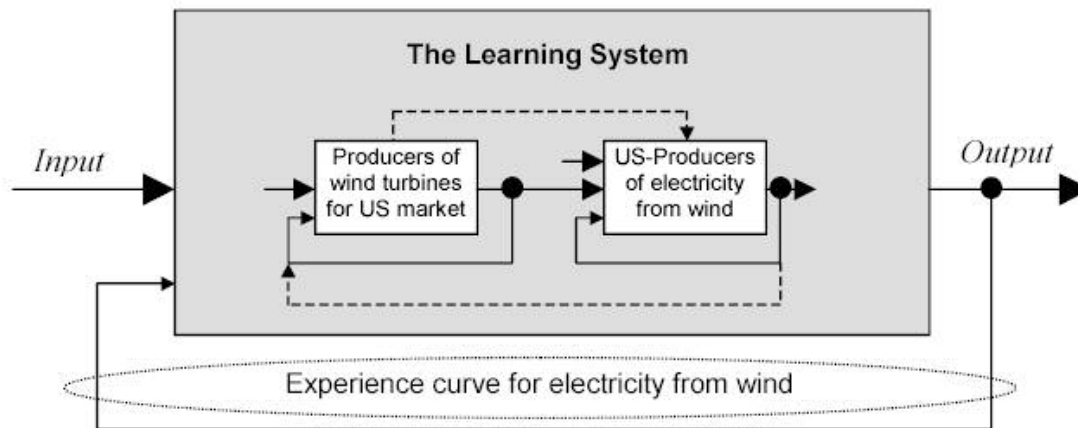 The Learning System
Input
Producers of
wind turbines
for US market
US-Producers
of electricity
from wind
Output
Experience curve for electricity from wind